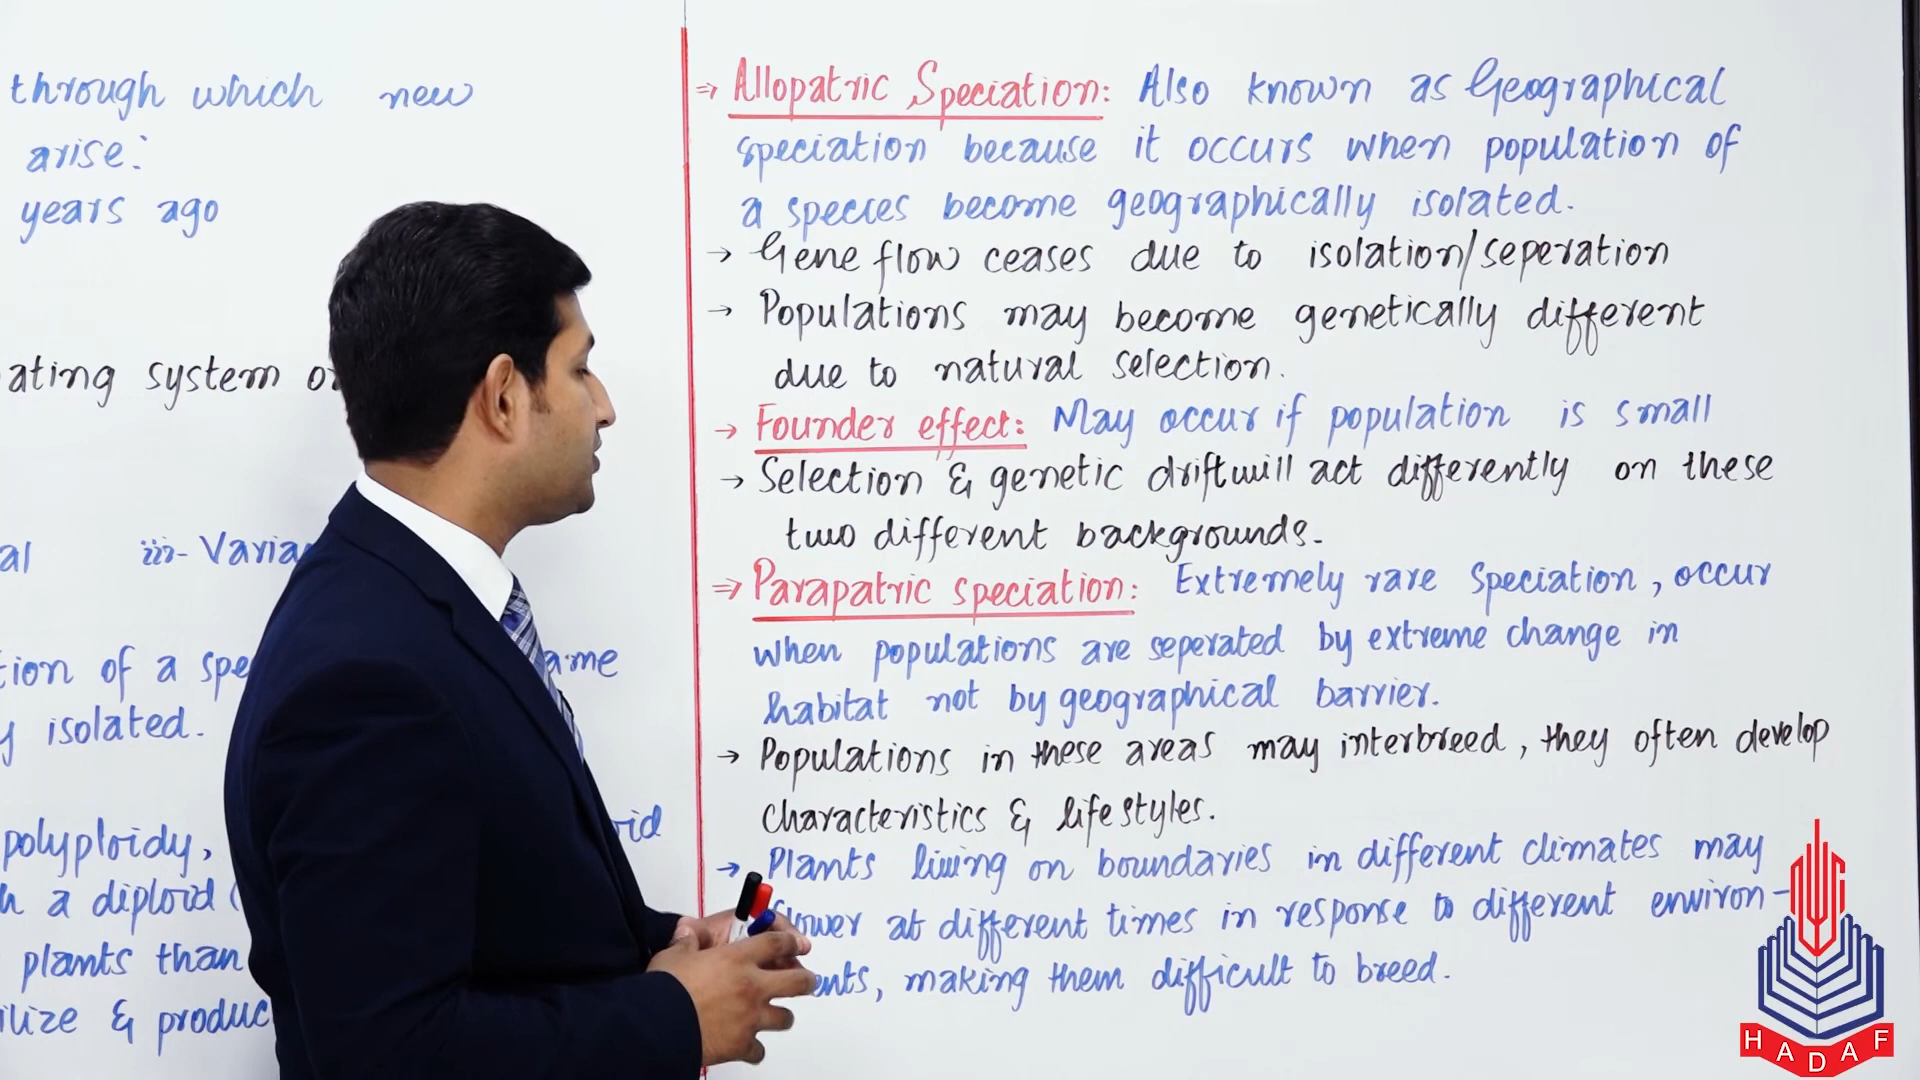 through which new
arise:
years ago
ating system or
al iii- Varia
tion of a spe ame
y isolated.
polyploidy, oid
h a diploid (
plants than
ilize & produc
⇒ Allopatric Speciation: Also known as Geographical
speciation because it occurs when population of
a species become geographically isolated.
→ Gene flow ceases due to isolation/seperation
→ Populations may become genetically different
due to natural selection.
→ Founder effect: May occur if population is small
→ Selection & genetic drift will act differently on these
two different backgrounds.
⇒ Parapatric speciation: Extremely rare Speciation, occur
when populations are seperated by extreme change in
habitat not by geographical barrier.
→ Populations in these areas may interbreed, they often develop
characteristics & lifestyles.
→ Plants living on boundaries in different climates may
flower at different times in response to different environ-
ents, making them difficult to breed.
HADAF